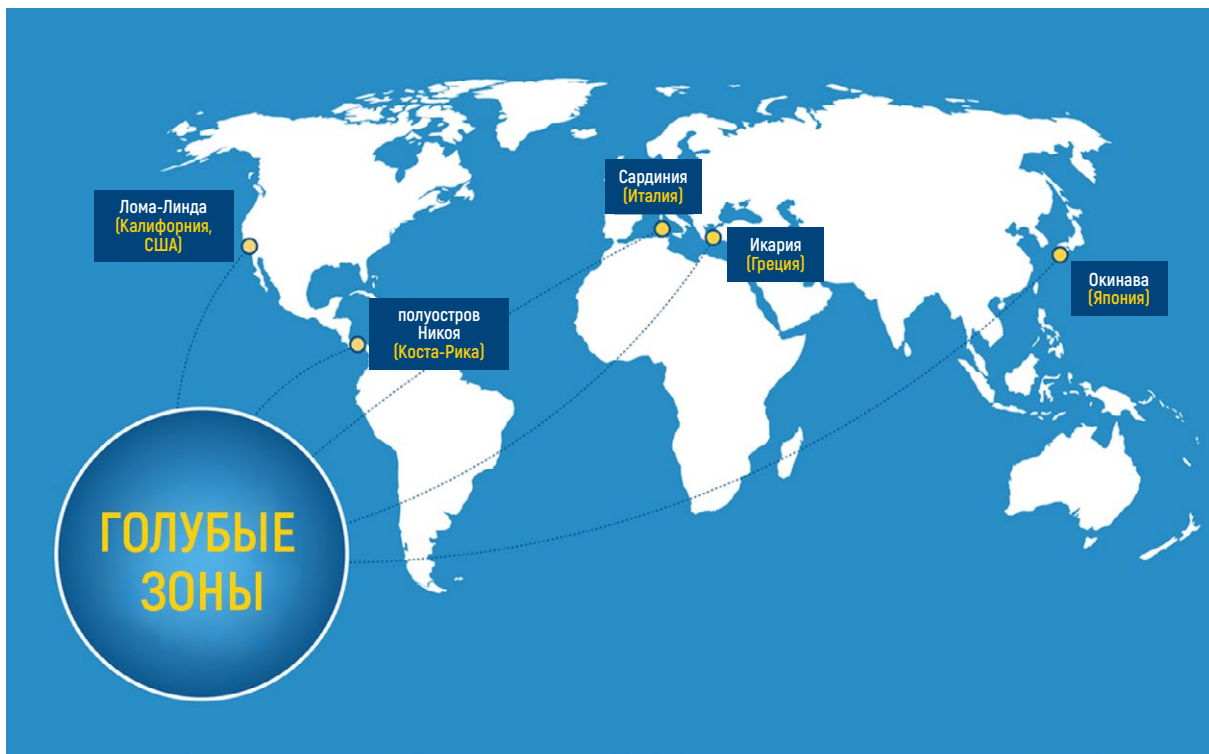 Сардиния
(Италия)
Лома-Линда
(Калифорния,
США)
Икария
(Греция)
Окинава
(Япония)
полуостров
Никоя
(Коста-Рика)
ГОЛУБЫЕ
ЗОНЫ